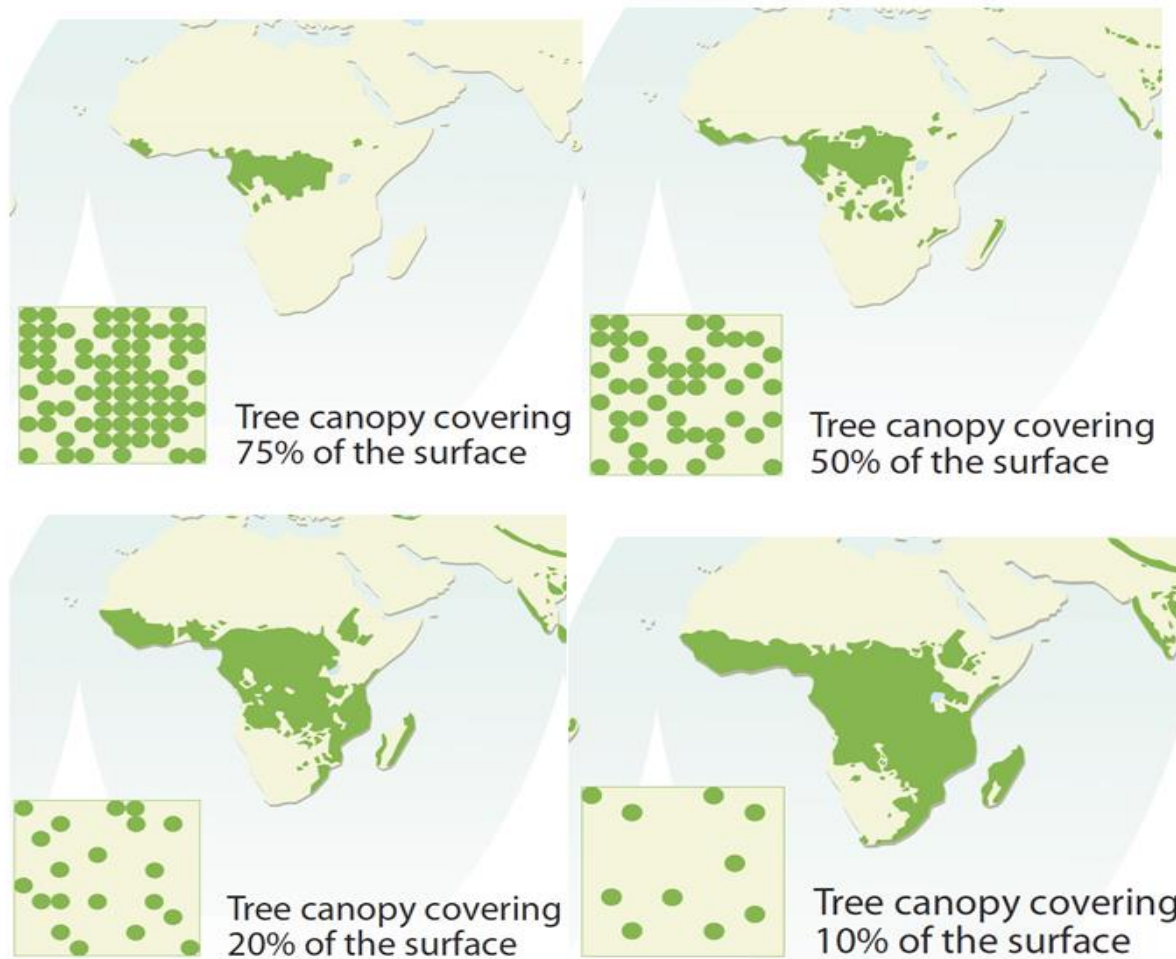 Tree canopy covering
75% of the surface
Tree canopy covering
50% of the surface
Tree canopy covering
20% of the surface
Tree canopy covering
10% of the surface